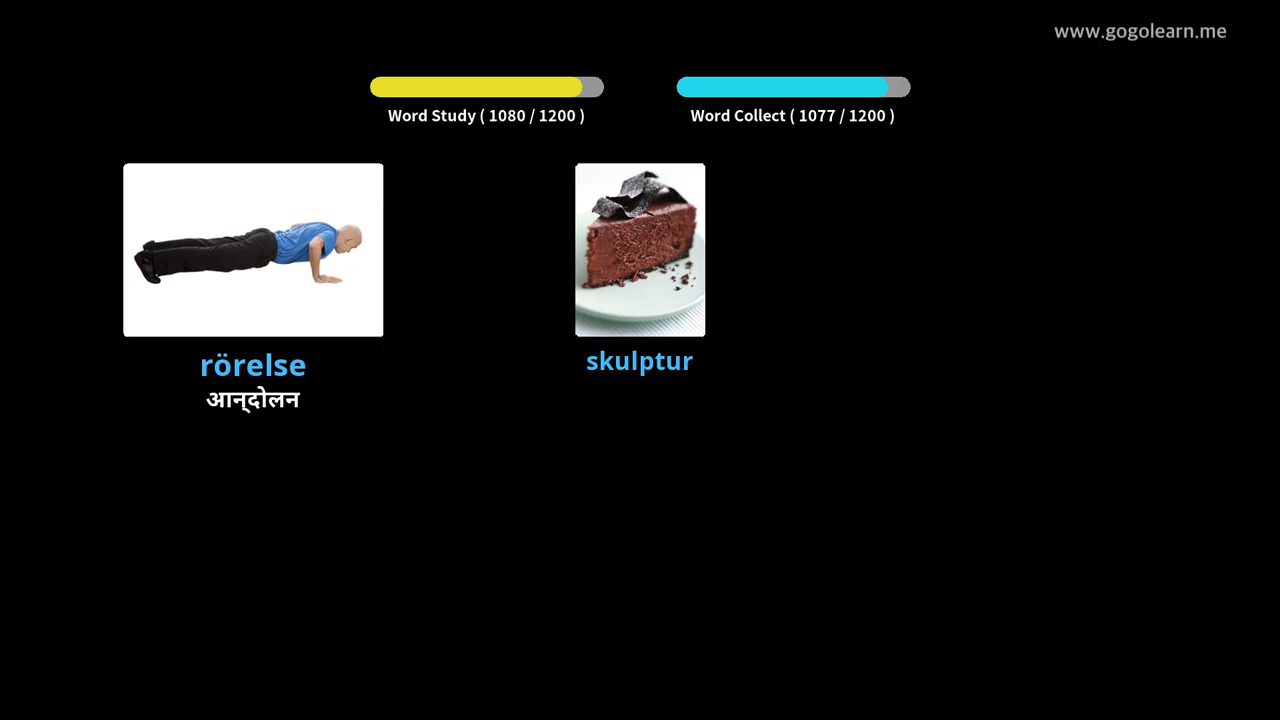 www.gogolearn.me
Word Study ( 1080 / 1200 )
Word Collect ( 1077 / 1200 )
rörelse
आन्दोलन
skulptur